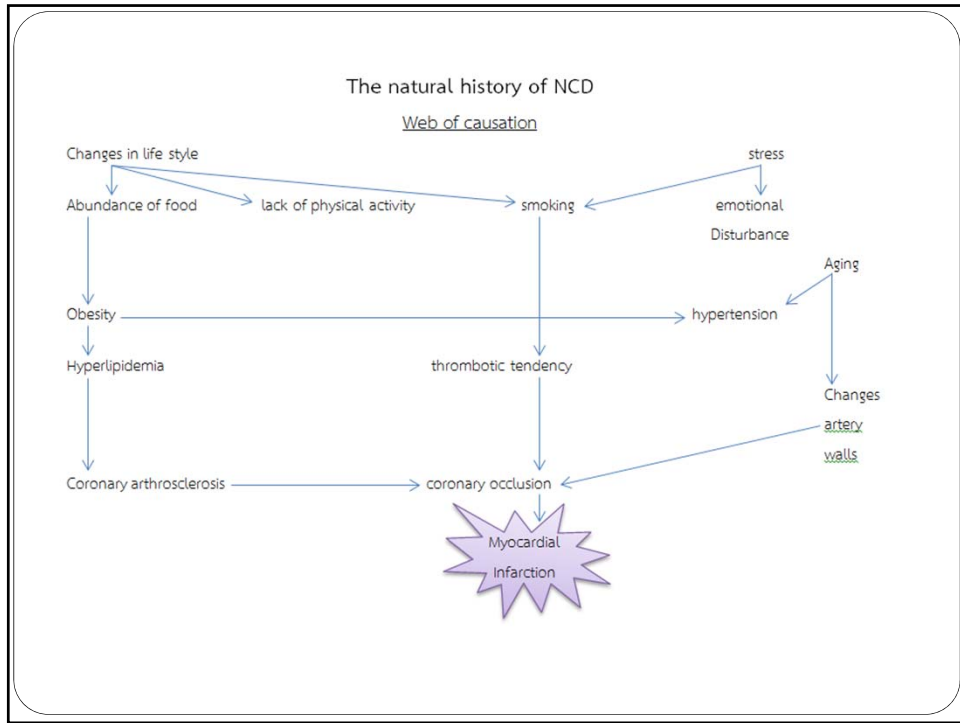 The natural history of NCD
Web of causation
Changes in life style
stress
Abundance of food
lack of physical activity
smoking
emotional
Disturbance
Aging
Obesity
hypertension
Hyperlipidemia
thrombotic tendency
Changes
artery
walls
Coronary arthrosclerosis
coronary occlusion
Myocardial
Infarction